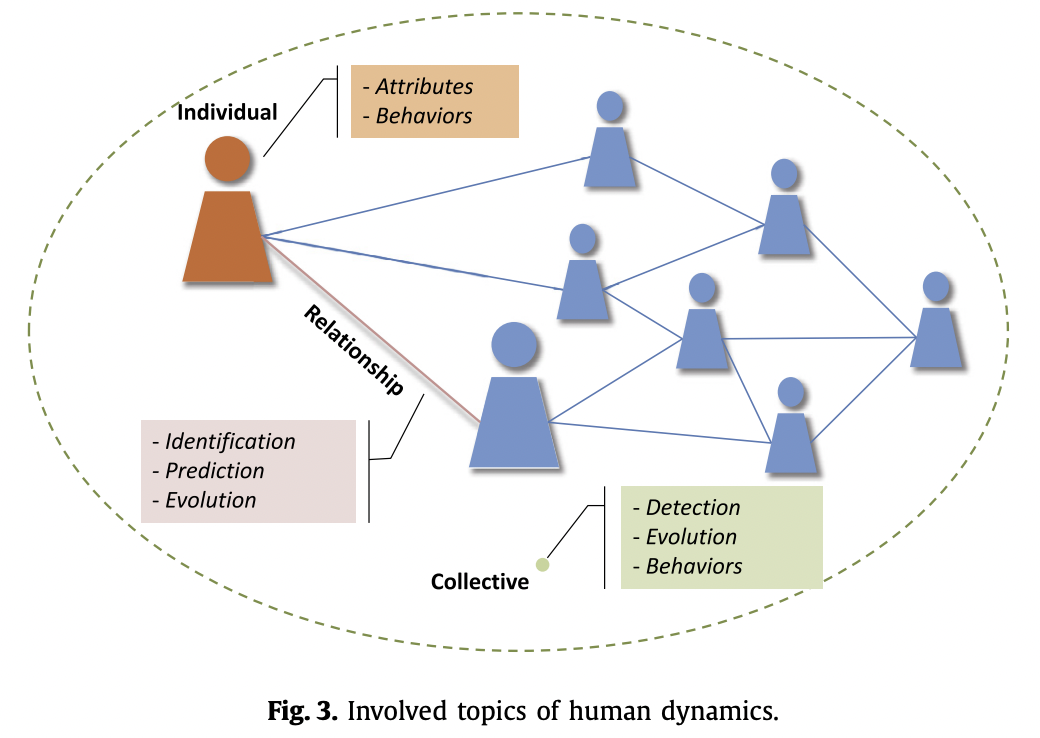 Individual
- Attributes
- Behaviors
Relationship
- Identification
- Prediction
- Evolution
Collective
- Detection
- Evolution
- Behaviors
Fig. 3. Involved topics of human dynamics.